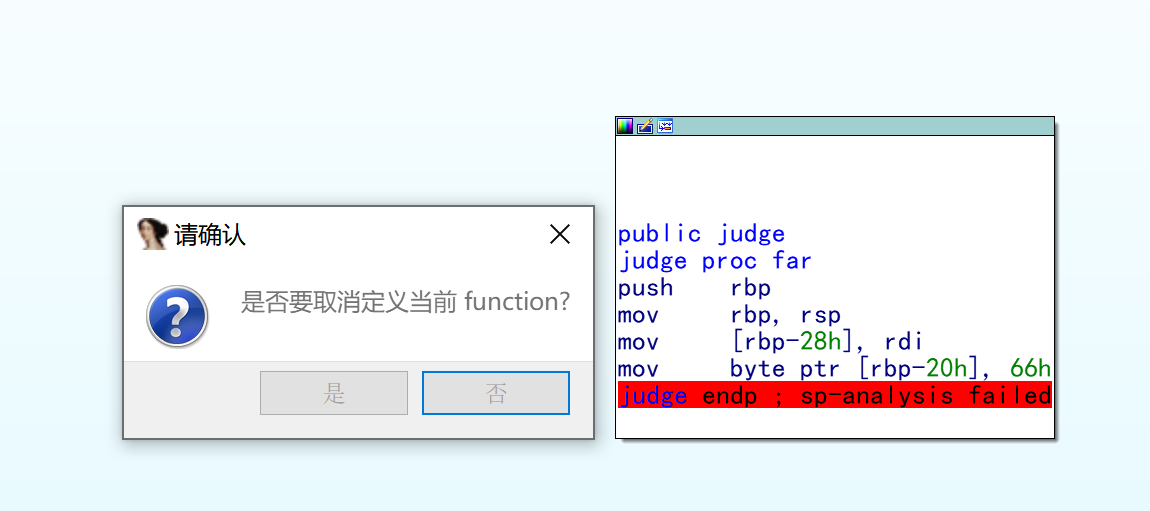 请确认
是否要取消定义当前 function?
是
否
public judge
judge proc far
push rbp
mov rbp, rsp
mov [rbp-28h], rdi
mov byte ptr [rbp-20h], 66h
judge endp ; sp-analysis failed